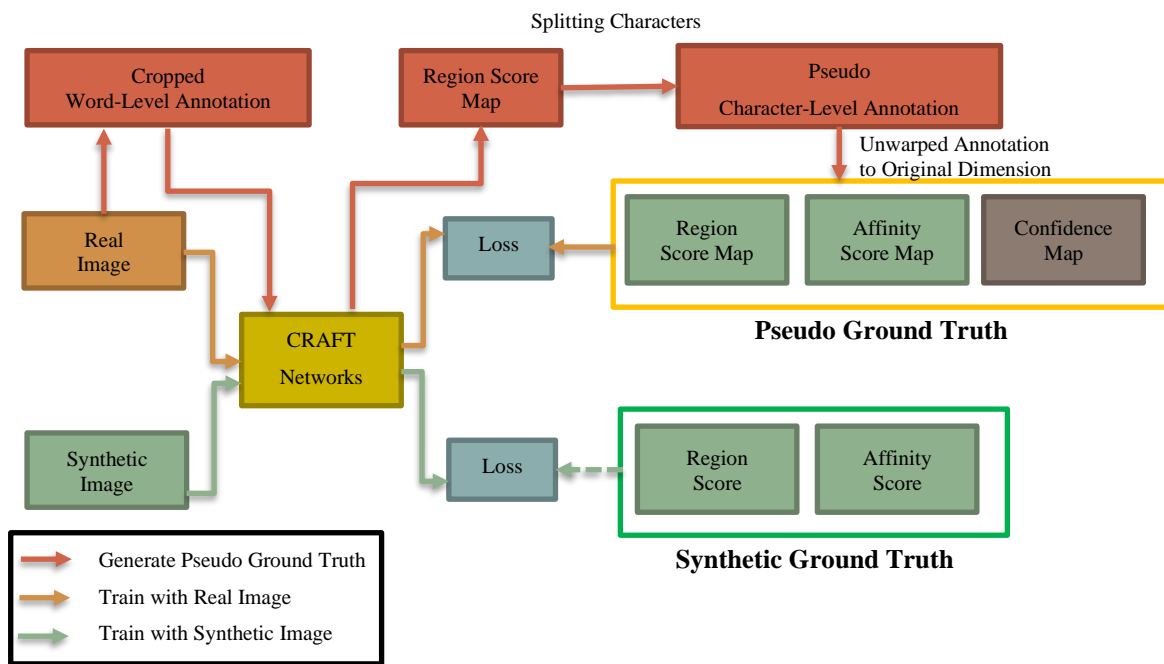 Splitting Characters
Cropped
Word-Level Annotation
Region Score
Map
Pseudo
Character-Level Annotation
Unwarped Annotation
to Original Dimension
Real
Image
Loss
Region
Score Map
Affinity
Score Map
Confidence
Map
Pseudo Ground Truth
CRAFT
Networks
Synthetic
Image
Loss
Region
Score
Affinity
Score
Synthetic Ground Truth
Generate Pseudo Ground Truth
Train with Real Image
Train with Synthetic Image